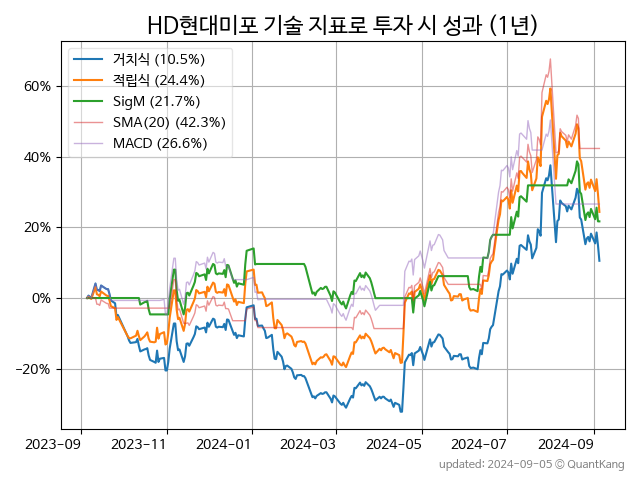 HD현대미포 기술 지표로 투자 시 성과 (1년)
거치식 (10.5%)
적립식 (24.4%)
SigM (21.7%)
SMA(20) (42.3%)
MACD (26.6%)
60%
40%
20%
0%
−20%
2023-09
2023-11
2024-01
2024-03
2024-05
2024-07
2024-09
updated: 2024-09-05 ⓒ QuantKang